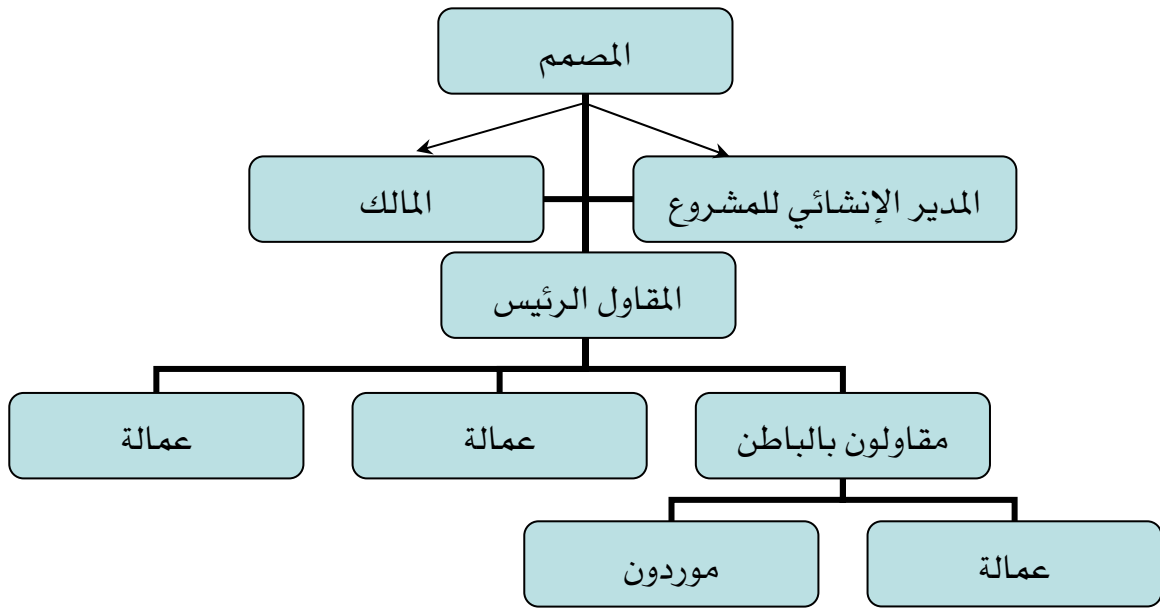 المصمم
المدير الإنشائي للمشروع
المالك
المقاول الرئيس
مقاولون بالباطن
عمالة
عمالة
عمالة
موردون